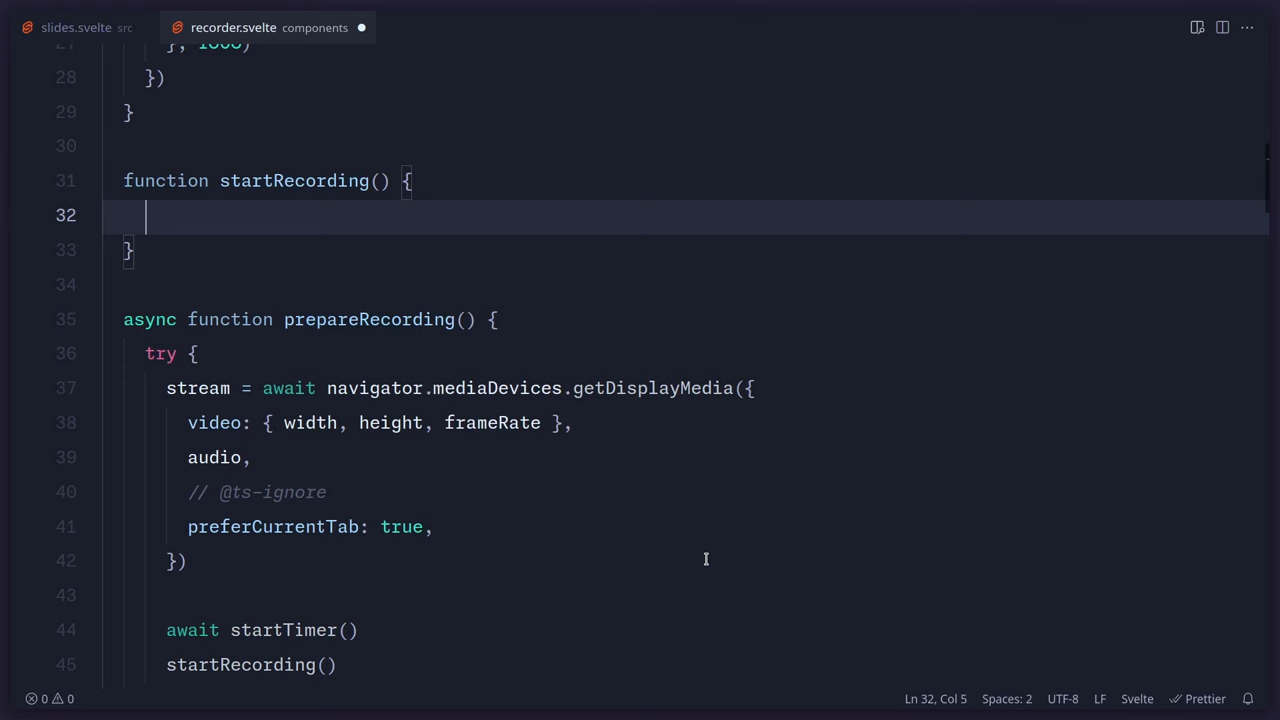 slides.svelte src
recorder.svelte components
27 }, 1000)
28 })
29 }
30
31 function startRecording() {
32
33 }
34
35 async function prepareRecording() {
36 try {
37 stream = await navigator.mediaDevices.getDisplayMedia({
38 video: { width, height, frameRate },
39 audio,
40 // @ts-ignore
41 preferCurrentTab: true,
42 })
43
44 await startTimer()
45 startRecording()
0 0 Ln 32, Col 5 Spaces: 2 UTF-8 LF Svelte Prettier